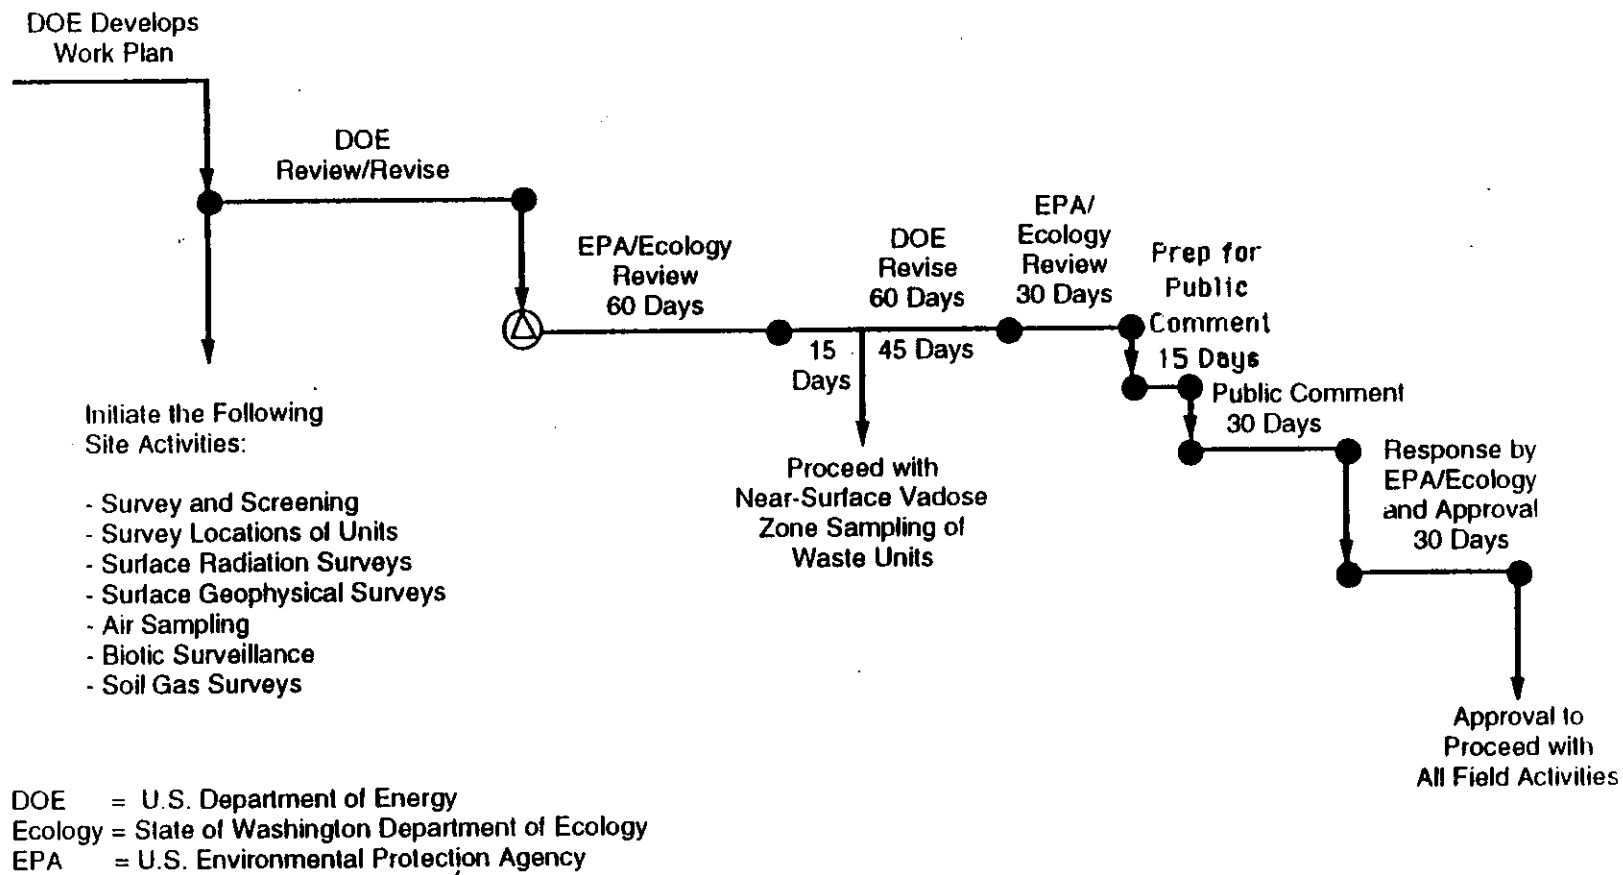 DOE Develops
Work Plan
DOE
Review/Revise
EPA/Ecology
Review
60 Days
DOE
Revise
60 Days
EPA/
Ecology
Review
30 Days
Prep for
Public
Comment
15 Days
15
Days
45 Days
Public Comment
30 Days
Response by
EPA/Ecology
and Approval
30 Days
Initiate the Following
Site Activities:
- Survey and Screening
- Survey Locations of Units
- Surface Radiation Surveys
- Surface Geophysical Surveys
- Air Sampling
- Biotic Surveillance
- Soil Gas Surveys
Proceed with
Near-Surface Vadose
Zone Sampling of
Waste Units
Approval to
Proceed with
All Field Activities
DOE = U.S. Department of Energy
Ecology = State of Washington Department of Ecology
EPA = U.S. Environmental Protection Agency